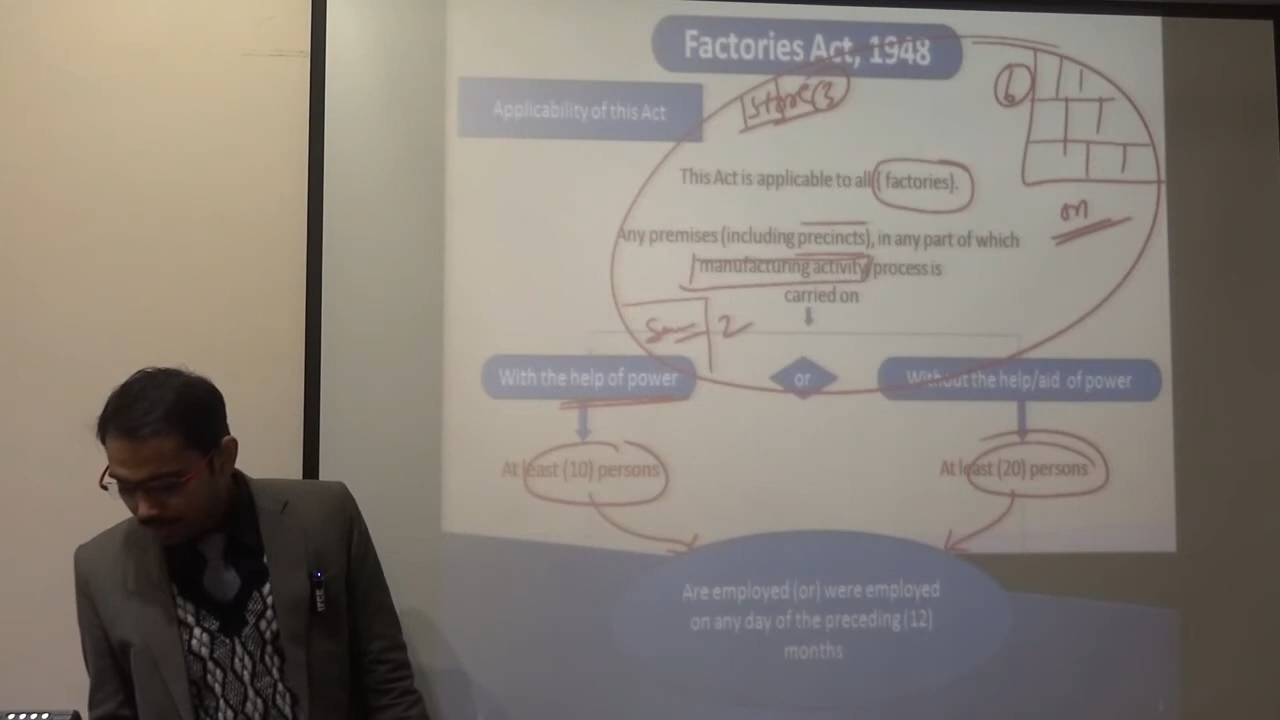 Factories Act, 1948
Applicability of this Act
This Act is applicable to all { factories}.
Any premises (including precincts), in any part of which
manufacturing activity/process is
carried on
2
With the help of power
or
Without the help/aid of power
At least (10) persons
At least (20) persons
Are employed (or) were employed
on any day of the preceding (12)
months